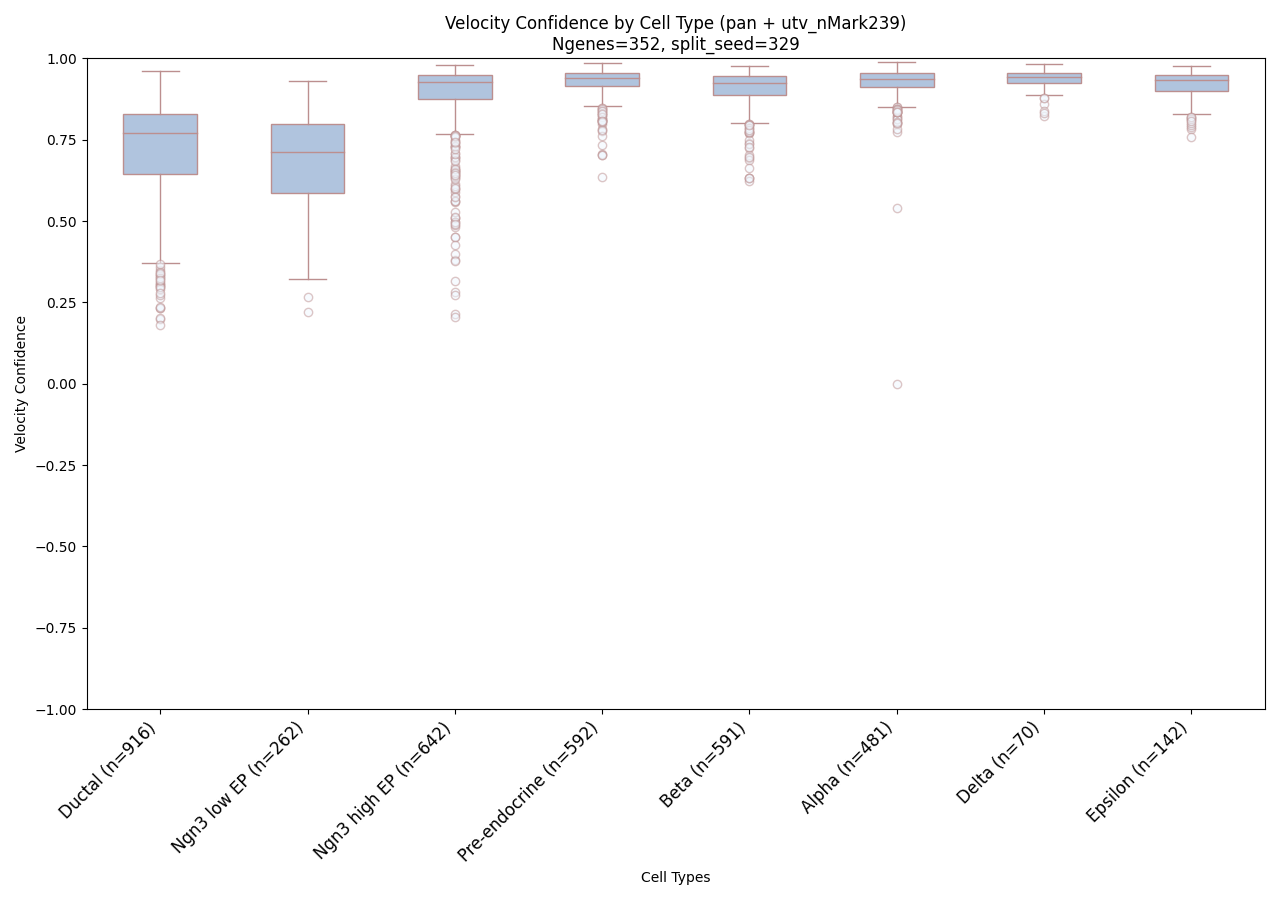 Velocity Confidence by Cell Type (pan + utv_nMark239)
Ngenes=352, split_seed=329
Velocity Confidence
1.00
0.75
0.50
0.25
0.00
−0.25
−0.50
−0.75
−1.00
Ductal (n=916)
Ngn3 low EP (n=262)
Ngn3 high EP (n=642)
Pre-endocrine (n=592)
Beta (n=591)
Alpha (n=481)
Delta (n=70)
Epsilon (n=142)
Cell Types